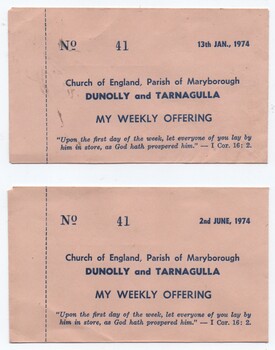 No 41 13th JAN., 1974
Church of England, Parish of Maryborough
DUNOLLY and TARNAGULLA
MY WEEKLY OFFERING
"Upon the first day of the week, let everyone of you lay by
him in store, as God hath prospered him." — I Cor. 16: 2.
No 41 2nd JUNE, 1974
Church of England, Parish of Maryborough
DUNOLLY and TARNAGULLA
MY WEEKLY OFFERING
"Upon the first day of the week, let everyone of you lay by
him in store, as God hath prospered him." — I Cor. 16: 2.